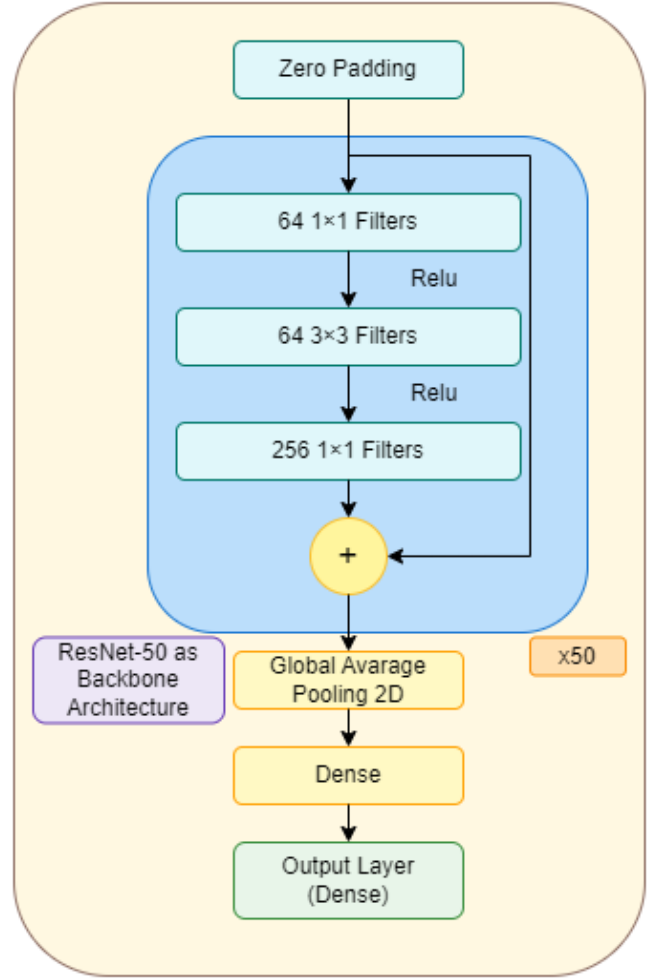 Zero Padding
64 1×1 Filters
Relu
64 3×3 Filters
Relu
256 1×1 Filters
+
ResNet-50 as
Backbone
Architecture
Global Avarage
Pooling 2D
x50
Dense
Output Layer
(Dense)